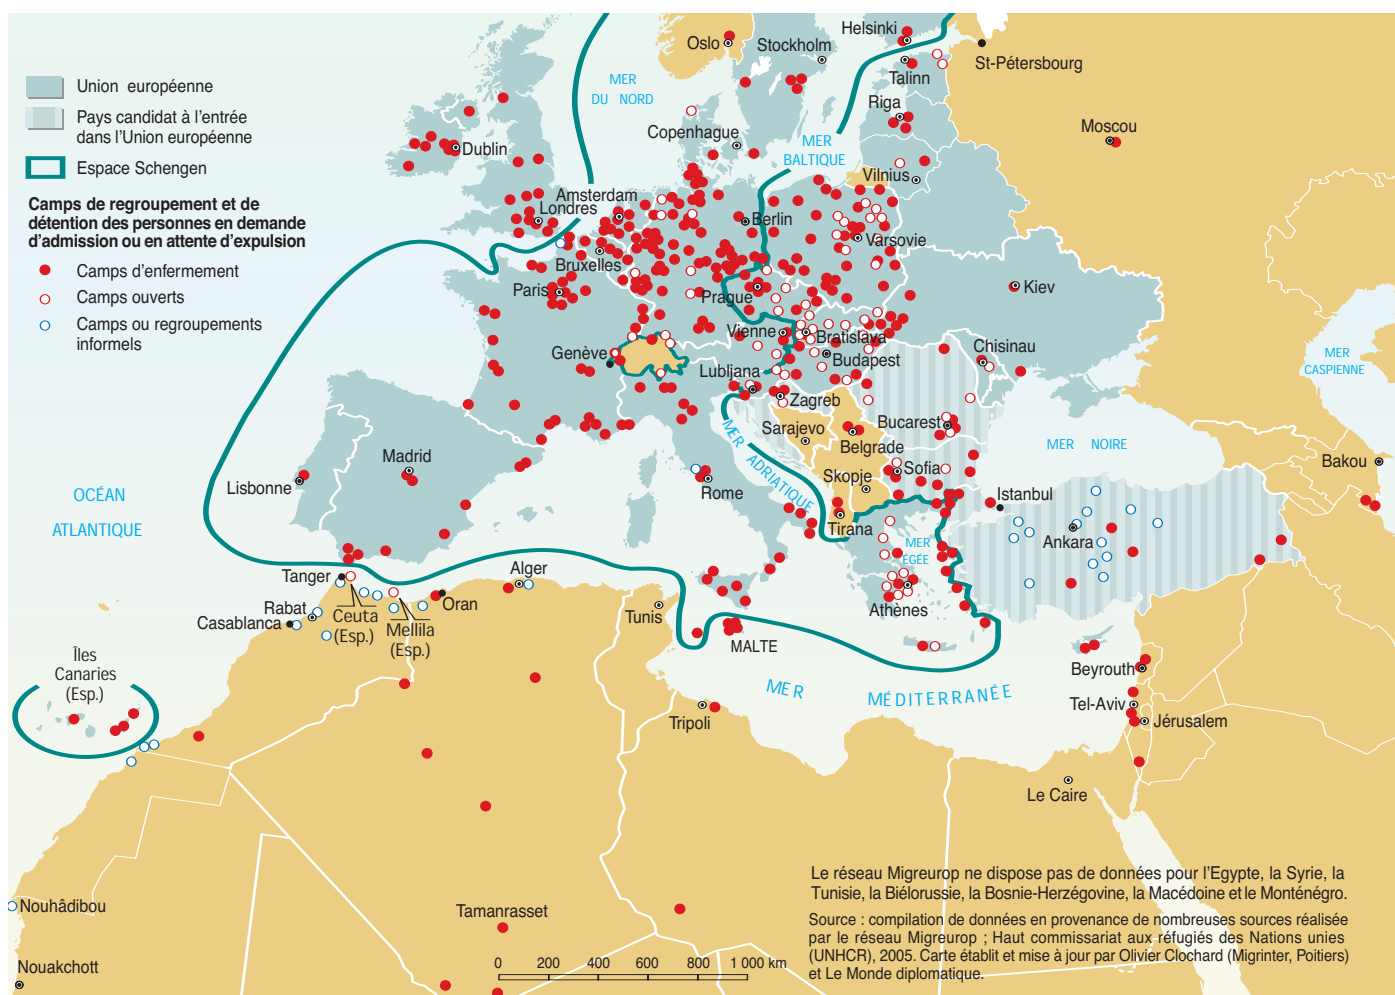 Union européenne
Pays candidat à l'entrée
dans l'Union européenne
Espace Schengen
Camps de regroupement et de
détention des personnes en demande
d'admission ou en attente d'expulsion
Camps d'enfermement
Camps ouverts
Camps ou regroupements
informels
Oslo
Stockholm
Helsinki
Talinn
St-Pétersbourg
MER
DU NORD
Riga
Copenhague
Moscou
MER
BALTIQUE
Dublin
Vilnius
Amsterdam
Londres
Berlin
Varsovie
Bruxelles
Paris
Prague
Kiev
Vienne
Bratislava
Budapest
Genève
Chisinau
MER
CASPIENNE
Lubljana
Zagreb
Sarajevo
Bucarest
Belgrade
MER NOIRE
MER ADRIATIQUE
Madrid
Lisbonne
Rome
Skopje
Sofia
Bakou
OCÉAN
ATLANTIQUE
Istanbul
Tirana
Ankara
MER
ÉGÉE
Athènes
Tanger
Alger
Oran
Rabat
Casablanca
Ceuta
(Esp.)
Mellila
(Esp.)
Tunis
MALTE
Îles
Canaries
(Esp.)
MER MÉDITERRANÉE
Beyrouth
Tel-Aviv
Jérusalem
Tripoli
Le Caire
Nouhâdibou
Tamanrasset
Nouakchott
0 200 400 600 800 1 000 km
Le réseau Migreurop ne dispose pas de données pour l'Egypte, la Syrie, la
Tunisie, la Biélorussie, la Bosnie-Herzégovine, la Macédoine et le Monténégro.
Source : compilation de données en provenance de nombreuses sources réalisée
par le réseau Migreurop ; Haut commissariat aux réfugiés des Nations unies
(UNHCR), 2005. Carte établit et mise à jour par Olivier Clochard (Migrinter, Poitiers)
et Le Monde diplomatique.